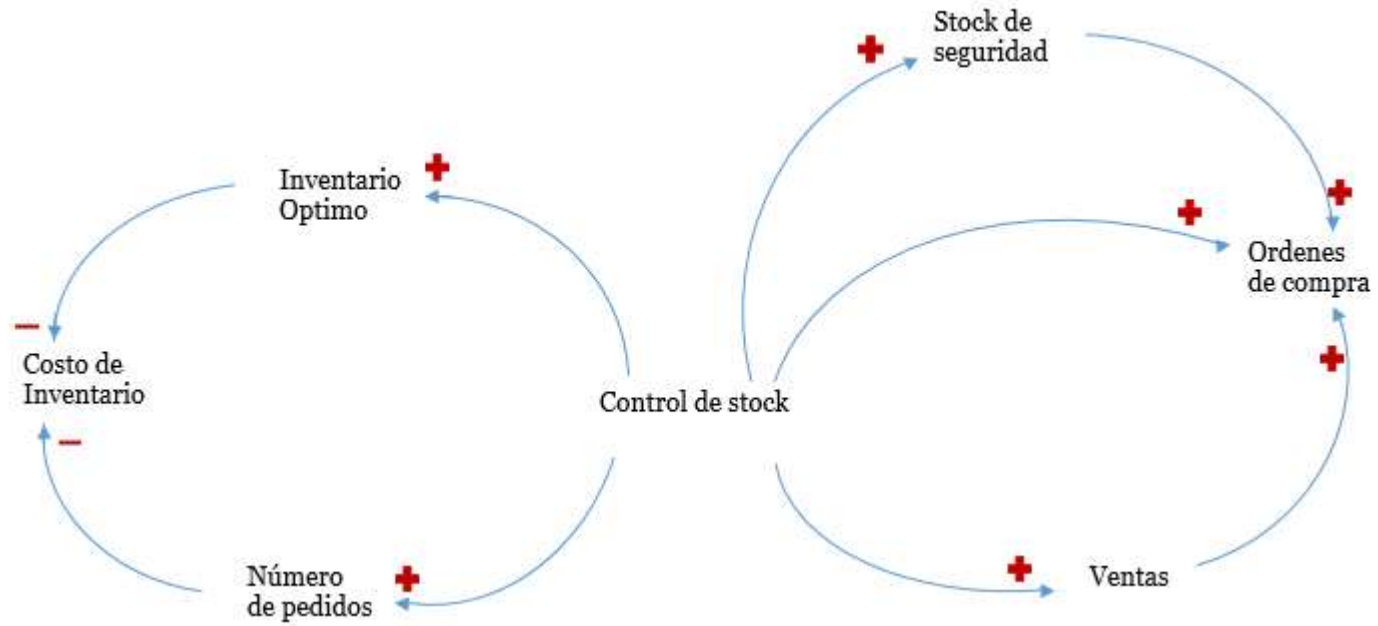 Stock de
seguridad
Inventario
Optimo
Ordenes
de compra
Costo de
Inventario
Control de stock
Número
de pedidos
Ventas